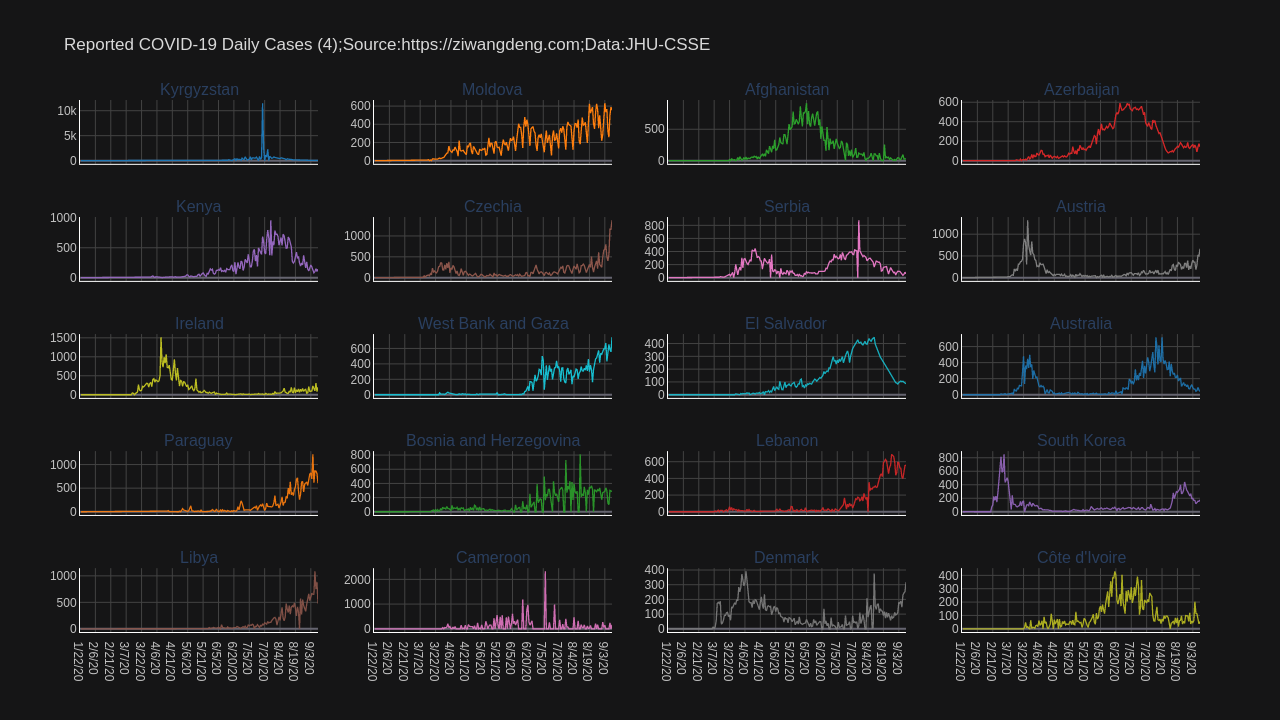 Reported COVID-19 Daily Cases (4);Source:https://ziwangdeng.com;Data:JHU-CSSE
Kyrgyzstan Moldova Afghanistan Azerbaijan
10k 5k 0 600 400 200 0 500 0 600 400 200 0
Kenya Czechia Serbia Austria
1000 500 0 1000 500 0 800 600 400 200 0 1000 500 0
Ireland West Bank and Gaza El Salvador Australia
1500 1000 500 0 600 400 200 0 400 300 200 100 0 600 400 200 0
Paraguay Bosnia and Herzegovina Lebanon South Korea
1000 500 0 800 600 400 200 0 600 400 200 0 800 600 400 200 0
Libya Cameroon Denmark Côte d'Ivoire
1000 500 0 2000 1000 0 400 300 200 100 0 400 300 200 100 0
1/22/20 2/6/20 2/21/20 3/7/20 3/22/20 4/6/20 4/21/20 5/6/20 5/21/20 6/5/20 6/20/20 7/5/20 7/20/20 8/4/20 8/19/20 9/3/20
1/22/20 2/6/20 2/21/20 3/7/20 3/22/20 4/6/20 4/21/20 5/6/20 5/21/20 6/5/20 6/20/20 7/5/20 7/20/20 8/4/20 8/19/20 9/3/20
1/22/20 2/6/20 2/21/20 3/7/20 3/22/20 4/6/20 4/21/20 5/6/20 5/21/20 6/5/20 6/20/20 7/5/20 7/20/20 8/4/20 8/19/20 9/3/20
1/22/20 2/6/20 2/21/20 3/7/20 3/22/20 4/6/20 4/21/20 5/6/20 5/21/20 6/5/20 6/20/20 7/5/20 7/20/20 8/4/20 8/19/20 9/3/20